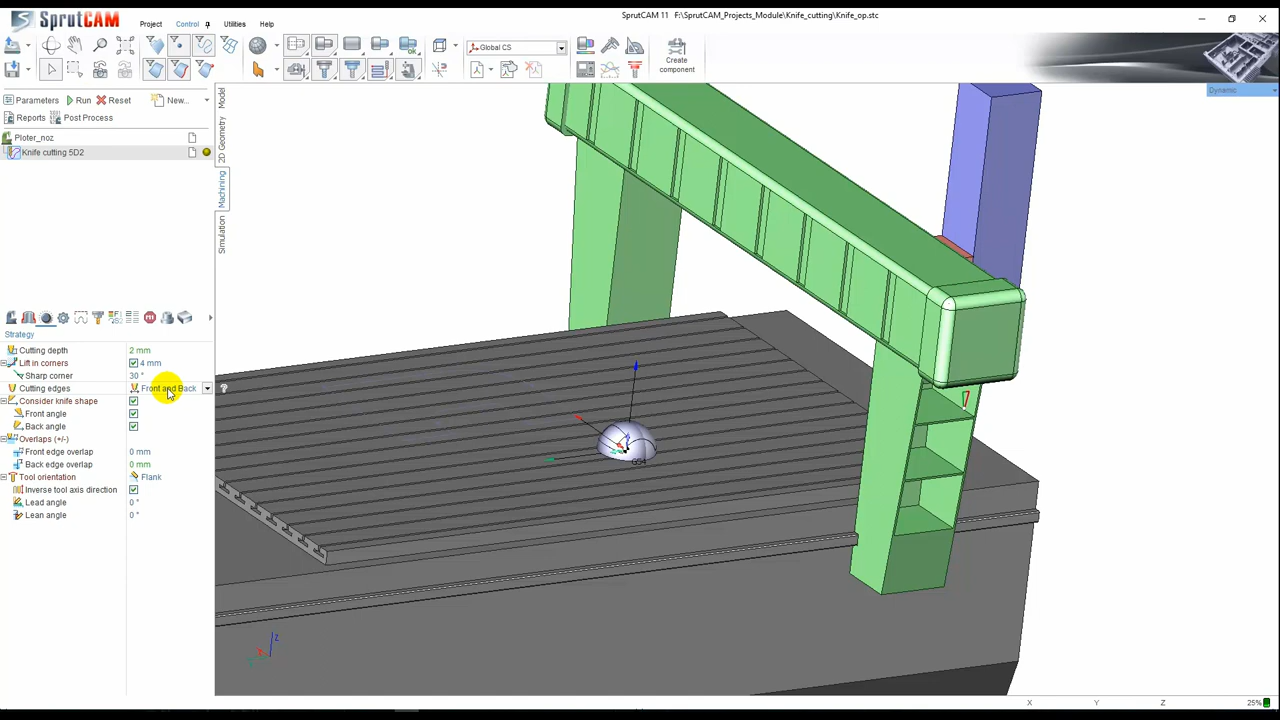 SprutCAM
Project
Control
Utilities
Help
SprutCAM 11 F:\SprutCAM_Projects_Module\Knife_cutting\Knife_op.stc
Global CS
Create
component
Parameters
Run
Reset
New...
Reports
Post Process
Ploter_noz
Knife cutting 5D2
Model
2D Geometry
Machining
Simulation
Dynamic
Strategy
Cutting depth 2 mm
Lift in corners 4 mm
Sharp corner 30 °
Cutting edges Front and Back
Consider knife shape
Front angle
Back angle
Overlaps (+/-)
Front edge overlap 0 mm
Back edge overlap 0 mm
Tool orientation Flank
Inverse tool axis direction
Lead angle 0 °
Lean angle 0 °
G54
Z
X Y Z 25%